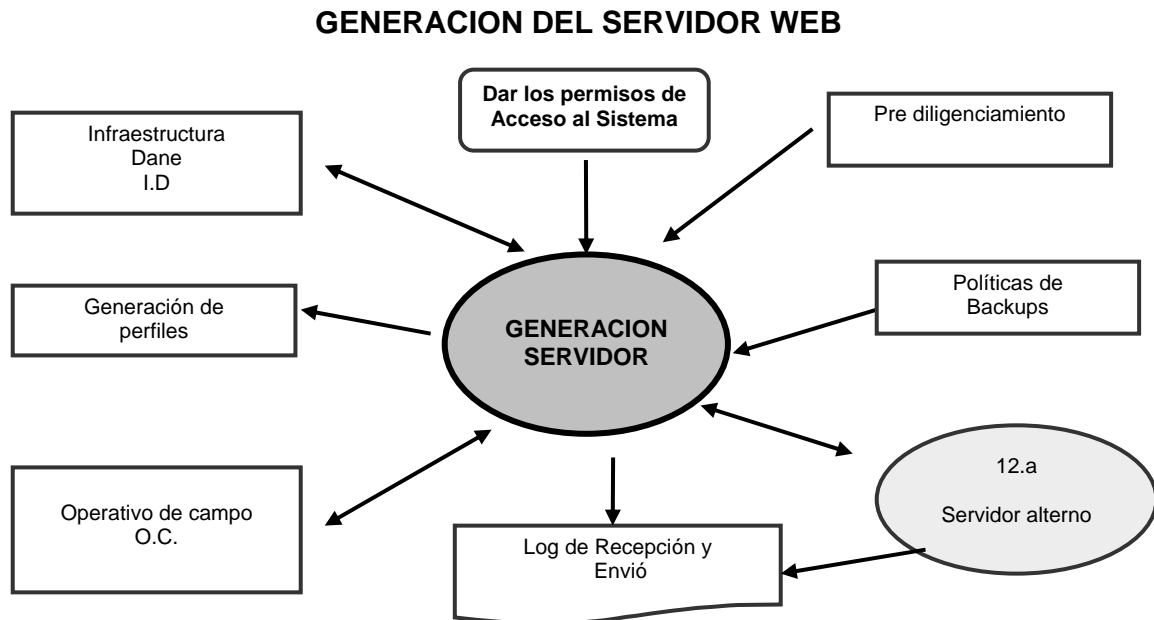 GENERACION DEL SERVIDOR WEB
Dar los permisos de
Acceso al Sistema
Pre diligenciamiento
Infraestructura
Dane
I.D
Generación de
perfiles
GENERACION
SERVIDOR
Políticas de
Backups
Operativo de campo
O.C.
Log de Recepción y
Envió
12.a
Servidor alterno